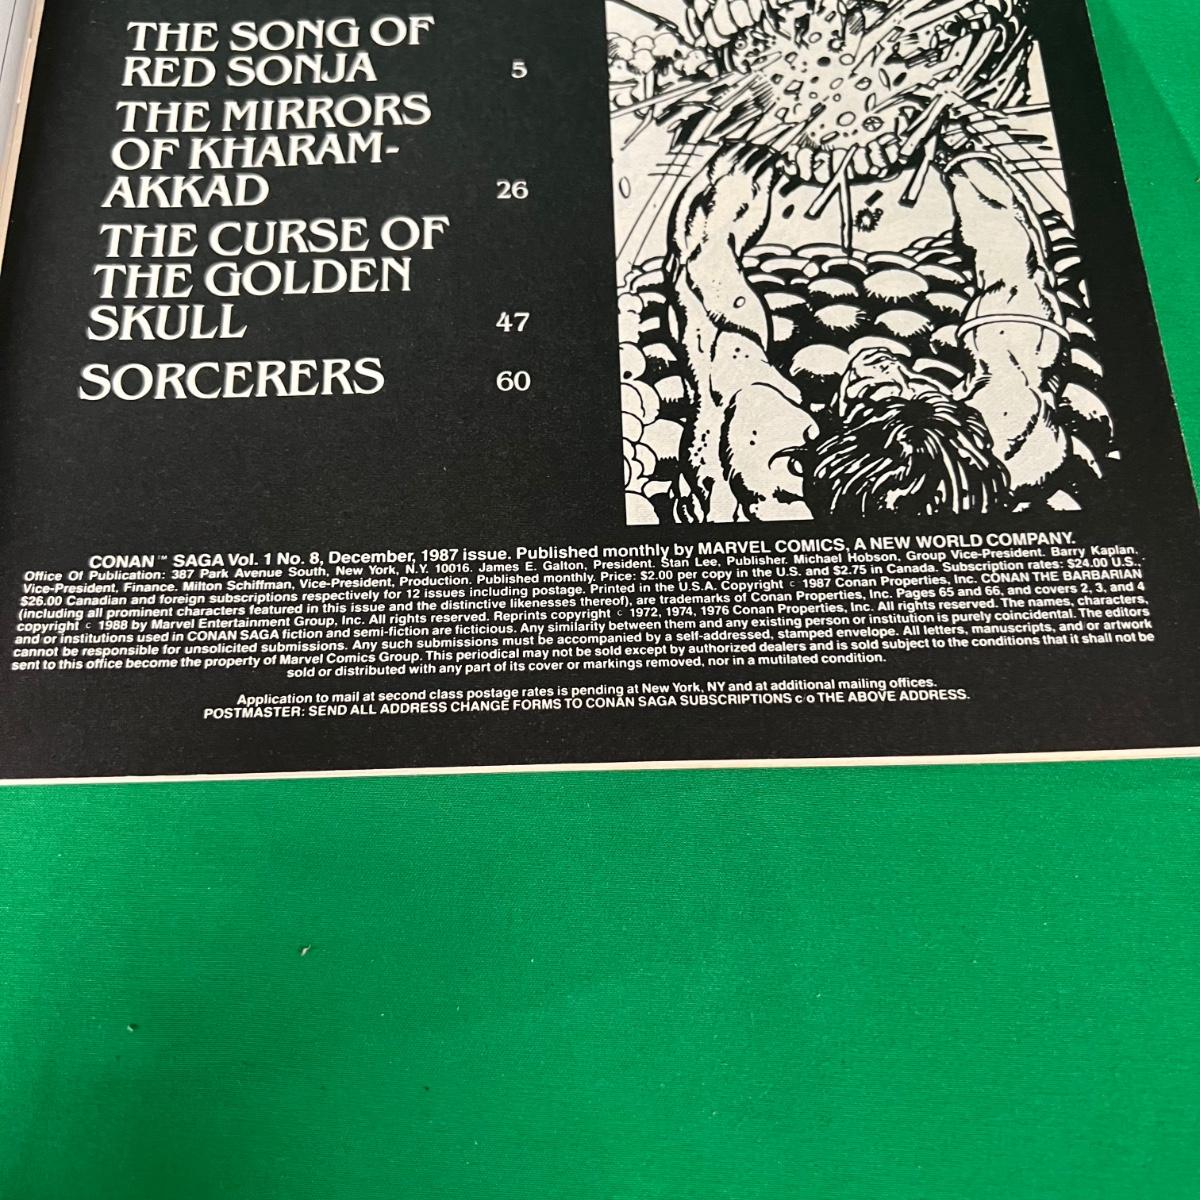 THE SONG OF
RED SONJA 5
THE MIRRORS
OF KHARAM-
AKKAD 26
THE CURSE OF
THE GOLDEN
SKULL 47
SORCERERS 60
CONAN™ SAGA Vol. 1 No. 8, December, 1987 issue. Published monthly by MARVEL COMICS, A NEW WORLD COMPANY.
Office Of Publication: 387 Park Avenue South, New York, N.Y. 10016. James E. Galton, President. Stan Lee, Publisher. Michael Hobson, Group Vice-President. Barry Kaplan,
Vice-President, Finance. Milton Schiffman, Vice-President, Production. Published monthly. Price: $2.00 per copy in the U.S. and $2.75 in Canada. Subscription rates: $24.00 U.S.,
$26.00 Canadian and foreign subscriptions respectively for 12 issues including postage. Printed in the U.S.A. Copyright © 1987 Conan Properties, Inc. CONAN THE BARBARIAN
(including all prominent characters featured in this issue and the distinctive likenesses thereof), are trademarks of Conan Properties, Inc. Pages 65 and 66, and covers 2, 3, and 4
copyright © 1988 by Marvel Entertainment Group, Inc. All rights reserved. Reprints copyright © 1972, 1974, 1976 Conan Properties, Inc. All rights reserved. The names, characters,
and or institutions used in CONAN SAGA fiction and semi-fiction are ficticious. Any similarity between them and any existing person or institution is purely coincidental. The editors
cannot be responsible for unsolicited submissions. Any such submissions must be accompanied by a self-addressed, stamped envelope. All letters, manuscripts, and/or artwork
sent to this office become the property of Marvel Comics Group. This periodical may not be sold except by authorized dealers and is sold subject to the conditions that it shall not be
sold or distributed with any part of its cover or markings removed, nor in a mutilated condition.
Application to mail at second class postage rates is pending at New York, NY and at additional mailing offices.
POSTMASTER: SEND ALL ADDRESS CHANGE FORMS TO CONAN SAGA SUBSCRIPTIONS c/o THE ABOVE ADDRESS.